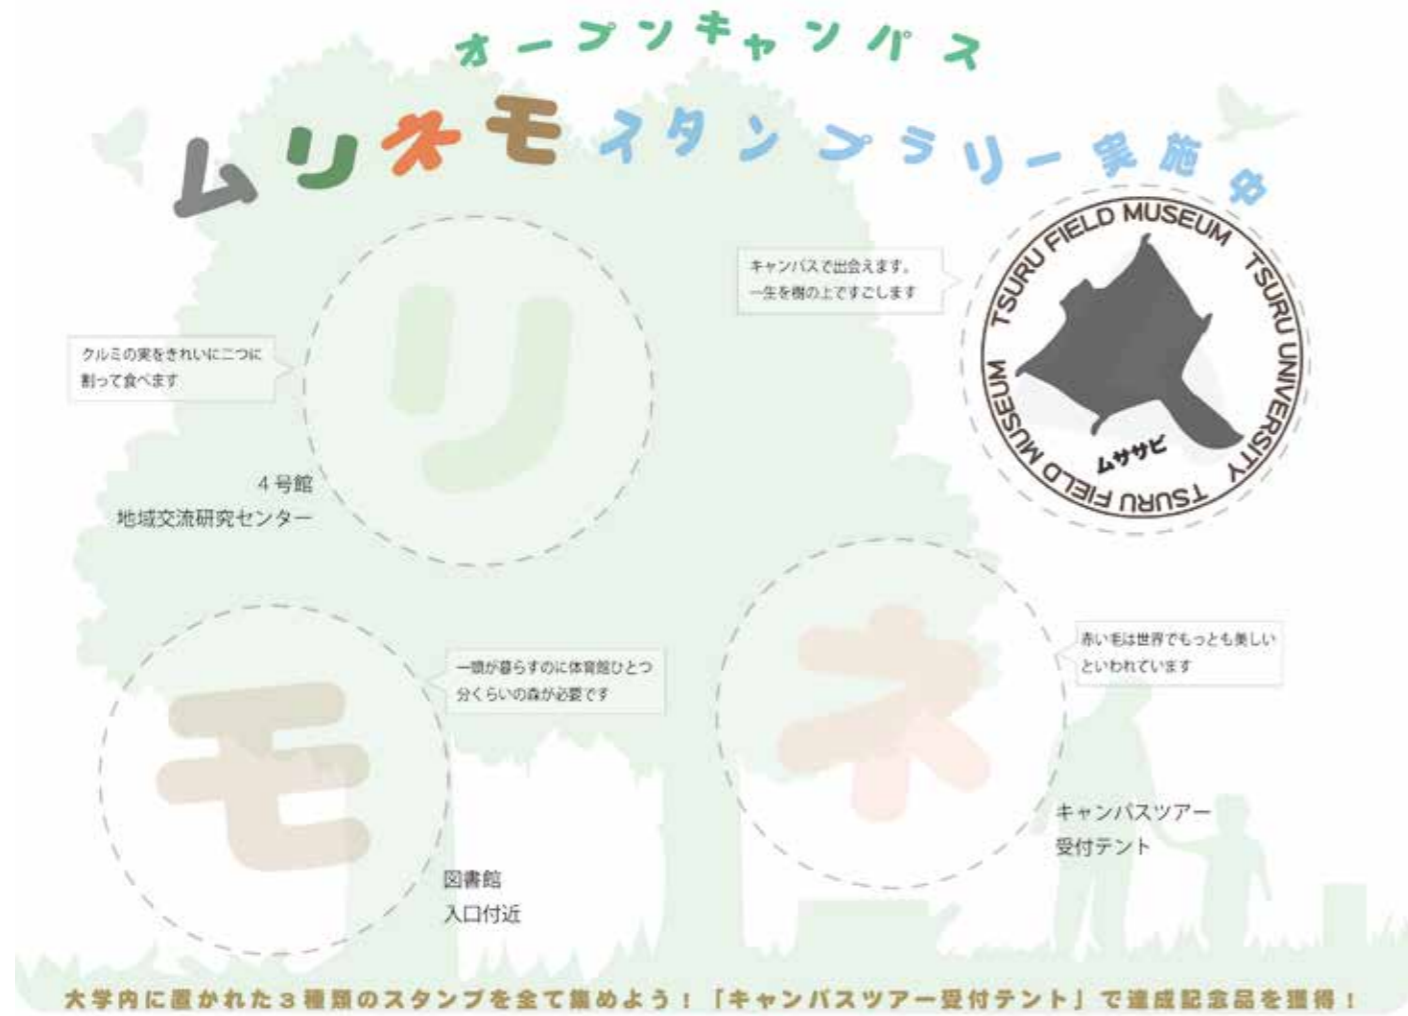 オープンキャンパス
ムリネモスタンプラリー実施中
キャンパスで出会えます。
一生を樹の上ですごします
TSURU FIELD MUSEUM TSURU UNIVERSITY TSURU FIELD MUSEUM
ムササビ
クルミの実をきれいに二つに
割って食べます
リ
4号館
地域交流研究センター
モ
一頭が暮らすのに体育館ひとつ
分くらいの森が必要です
図書館
入口付近
ネ
赤い毛は世界でもっとも美しい
といわれています
キャンパスツアー
受付テント
大学内に置かれた3種類のスタンプを全て集めよう!「キャンパスツアー受付テント」で達成記念品を獲得!